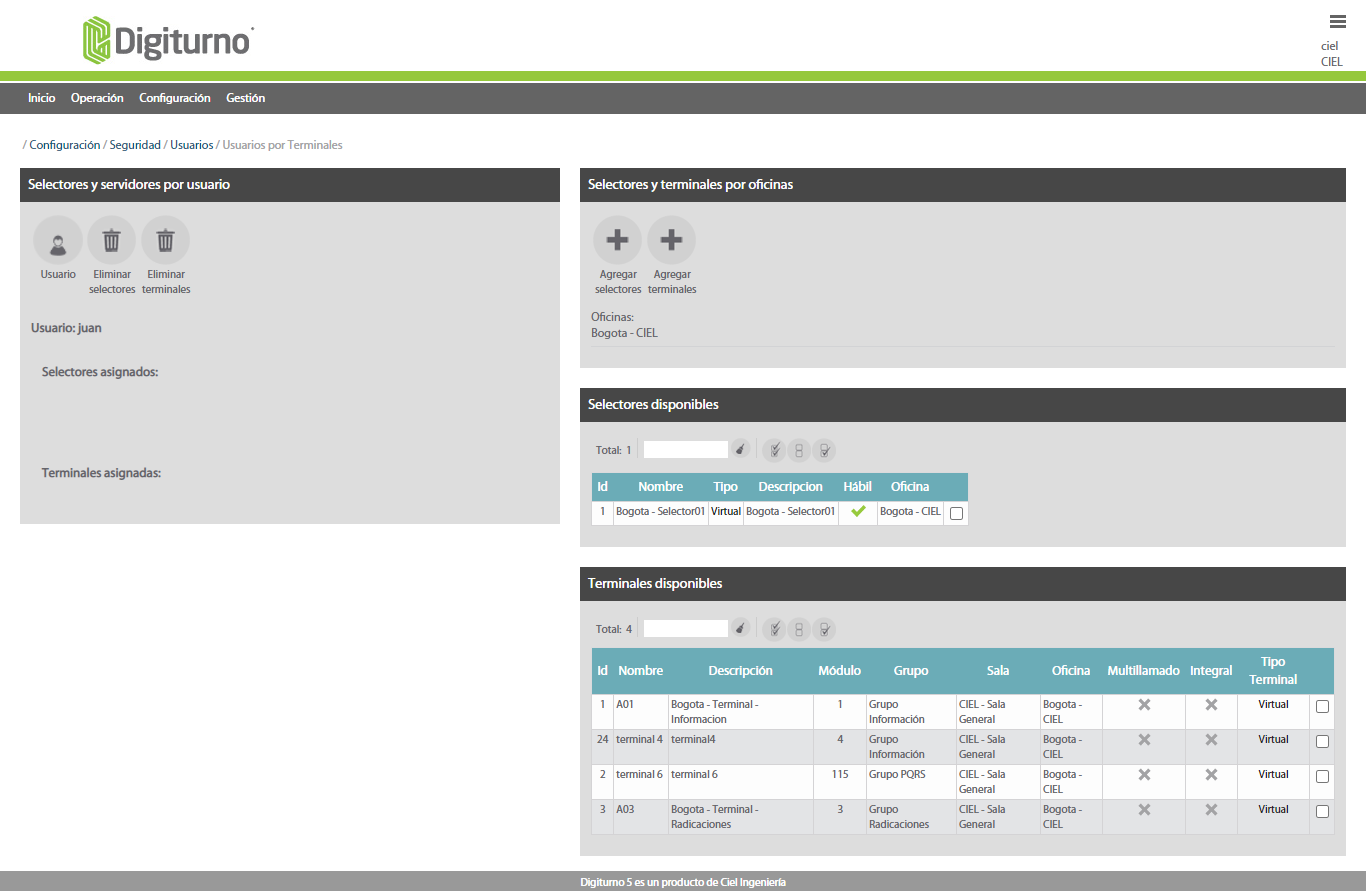 Digiturno
ciel
CIEL
Inicio Operación Configuración Gestión
/ Configuración / Seguridad / Usuarios / Usuarios por Terminales
Selectores y servidores por usuario
Usuario Eliminar selectores Eliminar terminales
Usuario: juan
Selectores asignados:
Terminales asignadas:
Selectores y terminales por oficinas
Agregar selectores Agregar terminales
Oficinas:
Bogota - CIEL
Selectores disponibles
Total: 1
Id Nombre Tipo Descripcion Hábil Oficina
1 Bogota - Selector01 Virtual Bogota - Selector01 Bogota - CIEL
Terminales disponibles
Total: 4
Id Nombre Descripción Módulo Grupo Sala Oficina Multillamado Integral Tipo Terminal
1 A01 Bogota - Terminal - Informacion 1 Grupo Información CIEL - Sala General Bogota - CIEL Virtual
24 terminal 4 terminal4 4 Grupo Información CIEL - Sala General Bogota - CIEL Virtual
2 terminal 6 terminal 6 115 Grupo PQRS CIEL - Sala General Bogota - CIEL Virtual
3 A03 Bogota - Terminal - Radicaciones 3 Grupo Radicaciones CIEL - Sala General Bogota - CIEL Virtual
Digiturno 5 es un producto de Ciel Ingeniería